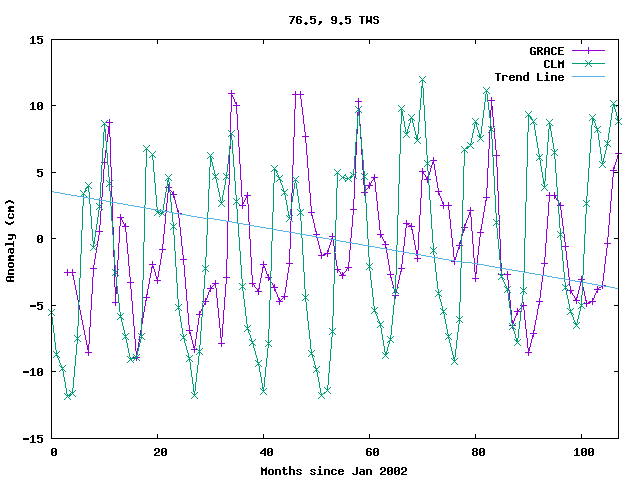 76.5, 9.5 TWS
GRACE
CLM
Trend Line
15
10
5
0
-5
-10
-15
Anomaly (cm)
0 20 40 60 80 100
Months since Jan 2002